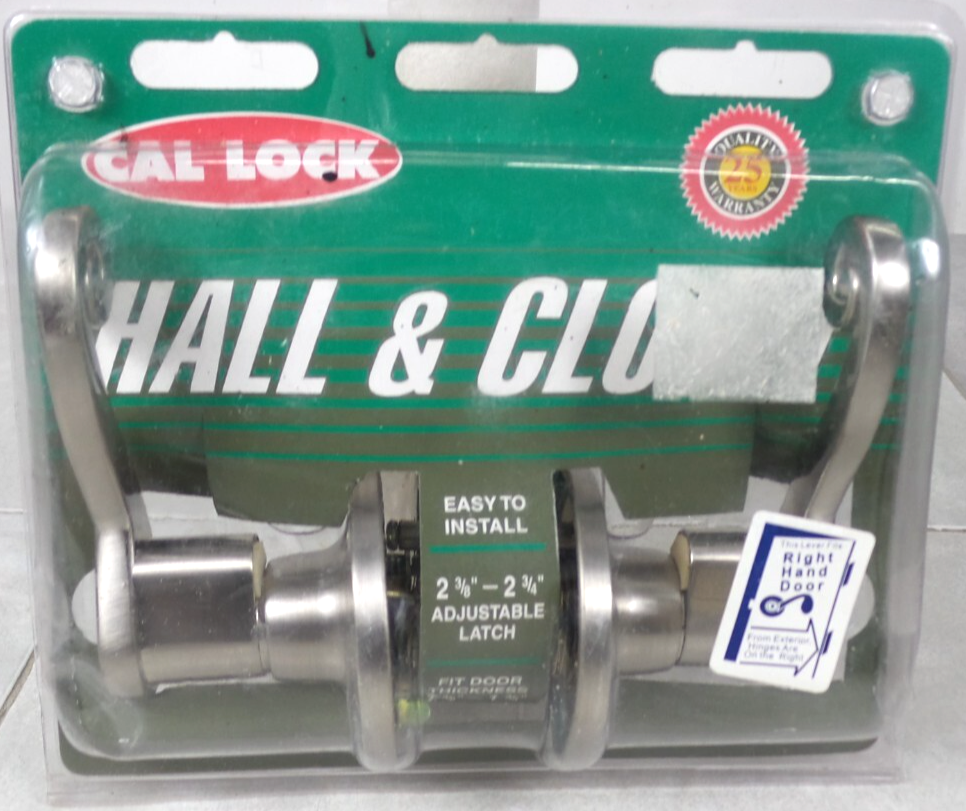 CAL LOCK
QUALITY
25
YEARS
WARRANTY
HALL & CLO
EASY TO
INSTALL
2 3/8" – 2 3/4"
ADJUSTABLE
LATCH
FIT DOOR
THICKNESS
This Lever Fits
Right
Hand
Door
From Exterior,
Hinges Are
On the Right